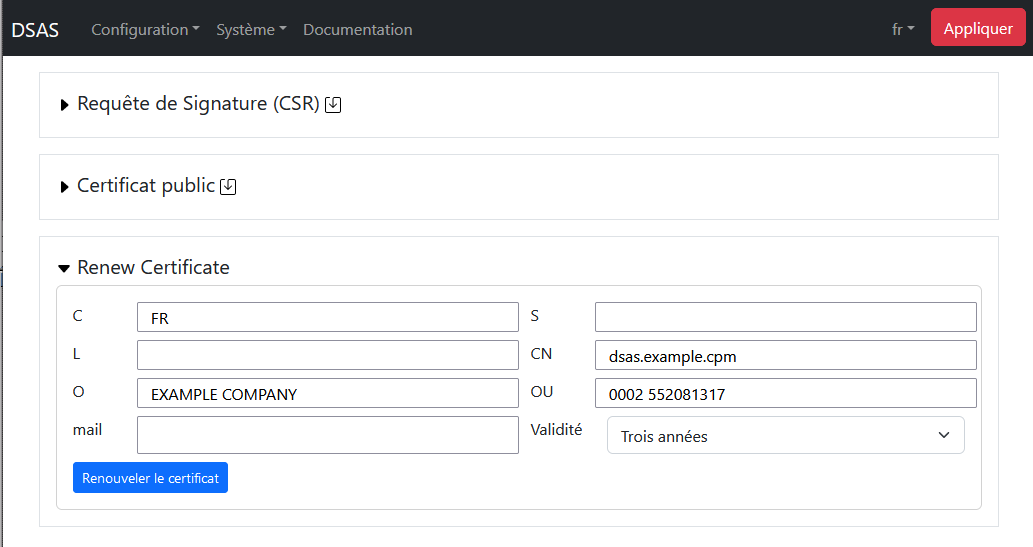 DSAS Configuration Système Documentation fr Appliquer
Requête de Signature (CSR)
Certificat public
Renew Certificate
C FR S
L CN dsas.example.cpm
O EXAMPLE COMPANY OU 0002 552081317
mail Validité Trois années
Renouveler le certificat